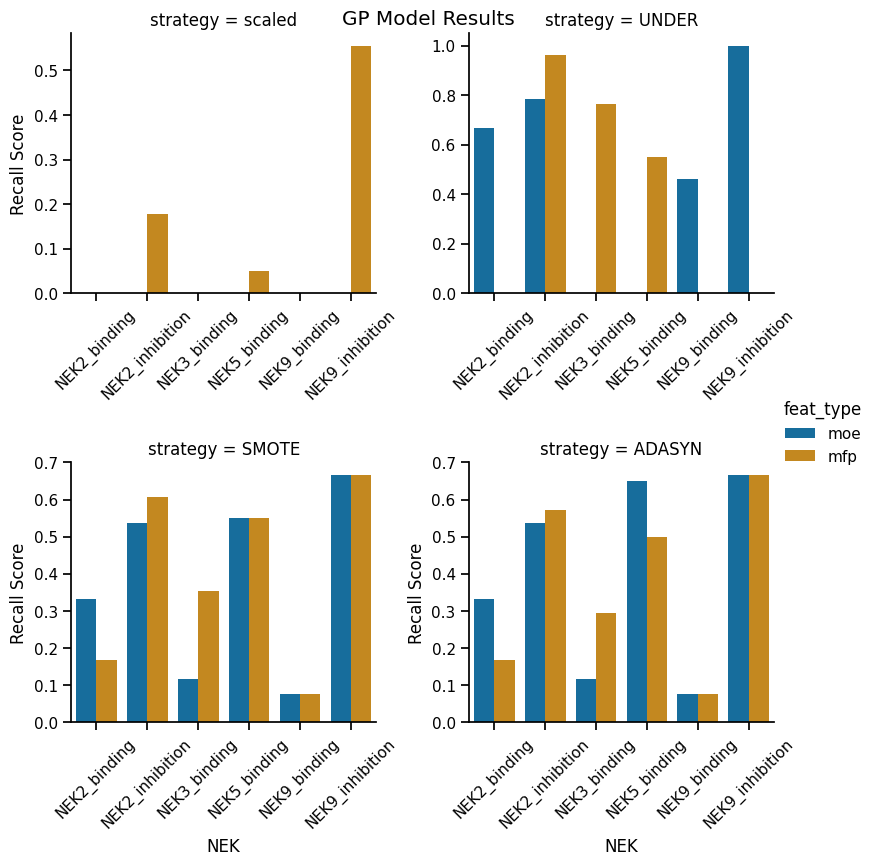 GP Model Results
strategy = scaled
strategy = UNDER
Recall Score
0.5
0.4
0.3
0.2
0.1
0.0
NEK2_binding
NEK2_inhibition
NEK3_binding
NEK5_binding
NEK9_binding
NEK9_inhibition
1.0
0.8
0.6
0.4
0.2
0.0
NEK2_binding
NEK2_inhibition
NEK3_binding
NEK5_binding
NEK9_binding
NEK9_inhibition
feat_type
moe
mfp
strategy = SMOTE
Recall Score
0.7
0.6
0.5
0.4
0.3
0.2
0.1
0.0
NEK2_binding
NEK2_inhibition
NEK3_binding
NEK5_binding
NEK9_binding
NEK9_inhibition
NEK
strategy = ADASYN
Recall Score
0.7
0.6
0.5
0.4
0.3
0.2
0.1
0.0
NEK2_binding
NEK2_inhibition
NEK3_binding
NEK5_binding
NEK9_binding
NEK9_inhibition
NEK